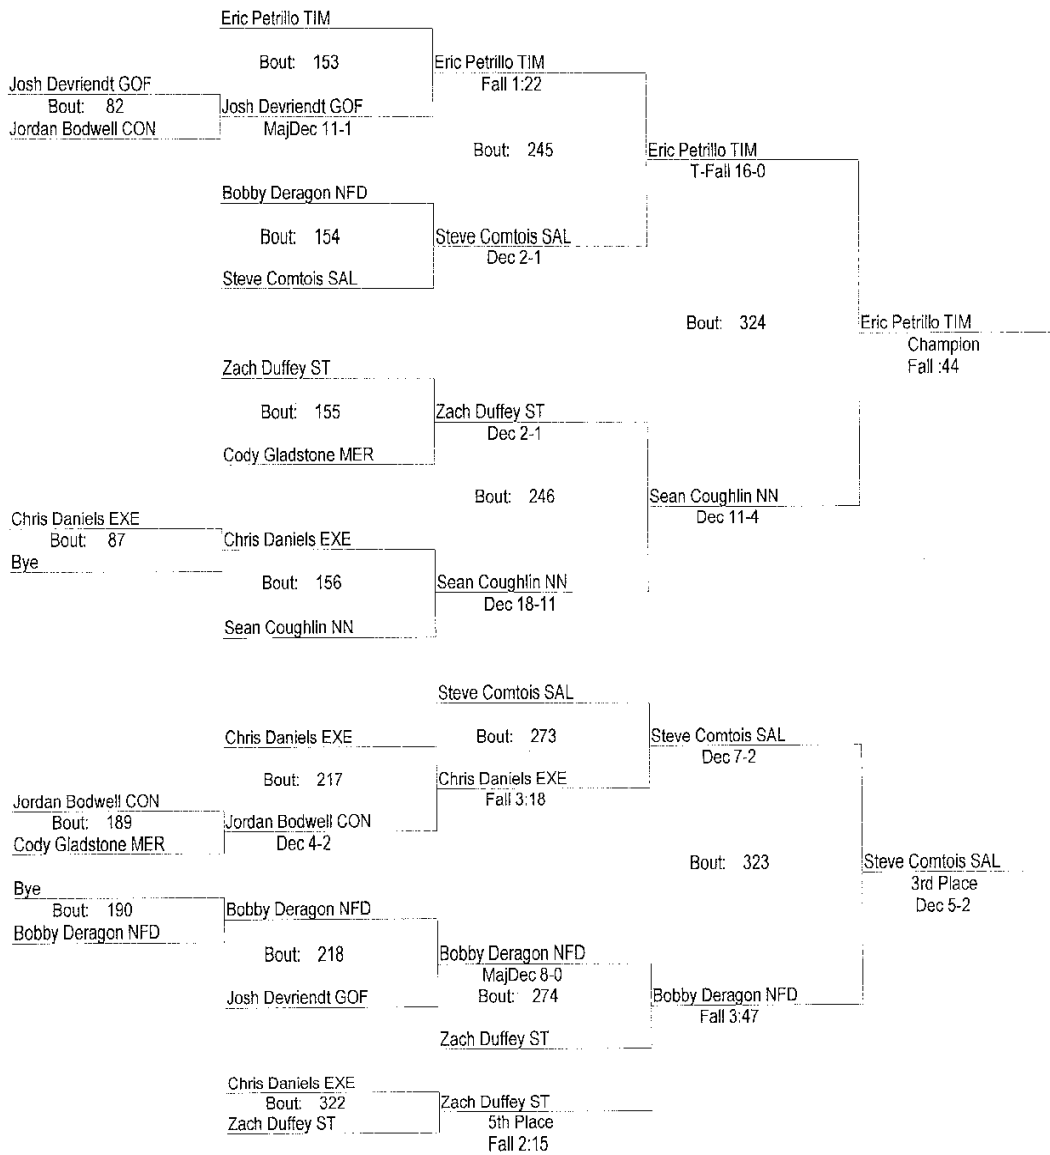 Eric Petrillo TIM
Bout: 153
Eric Petrillo TIM
Fall 1:22
Josh Devriendt GOF
Bout: 82
Jordan Bodwell CON
Josh Devriendt GOF
MajDec 11-1
Bout: 245
Eric Petrillo TIM
T-Fall 16-0
Bobby Deragon NFD
Bout: 154
Steve Comtois SAL
Dec 2-1
Steve Comtois SAL
Bout: 324
Eric Petrillo TIM
Champion
Fall :44
Zach Duffey ST
Bout: 155
Zach Duffey ST
Dec 2-1
Cody Gladstone MER
Bout: 246
Sean Coughlin NN
Dec 11-4
Chris Daniels EXE
Bout: 87
Bye
Chris Daniels EXE
Bout: 156
Sean Coughlin NN
Dec 18-11
Sean Coughlin NN
Steve Comtois SAL
Chris Daniels EXE
Bout: 273
Steve Comtois SAL
Dec 7-2
Bout: 217
Chris Daniels EXE
Fall 3:18
Jordan Bodwell CON
Bout: 189
Cody Gladstone MER
Jordan Bodwell CON
Dec 4-2
Bout: 323
Steve Comtois SAL
3rd Place
Dec 5-2
Bye
Bout: 190
Bobby Deragon NFD
Bobby Deragon NFD
Bout: 218
Bobby Deragon NFD
MajDec 8-0
Bout: 274
Josh Devriendt GOF
Bobby Deragon NFD
Fall 3:47
Zach Duffey ST
Chris Daniels EXE
Bout: 322
Zach Duffey ST
Zach Duffey ST
5th Place
Fall 2:15